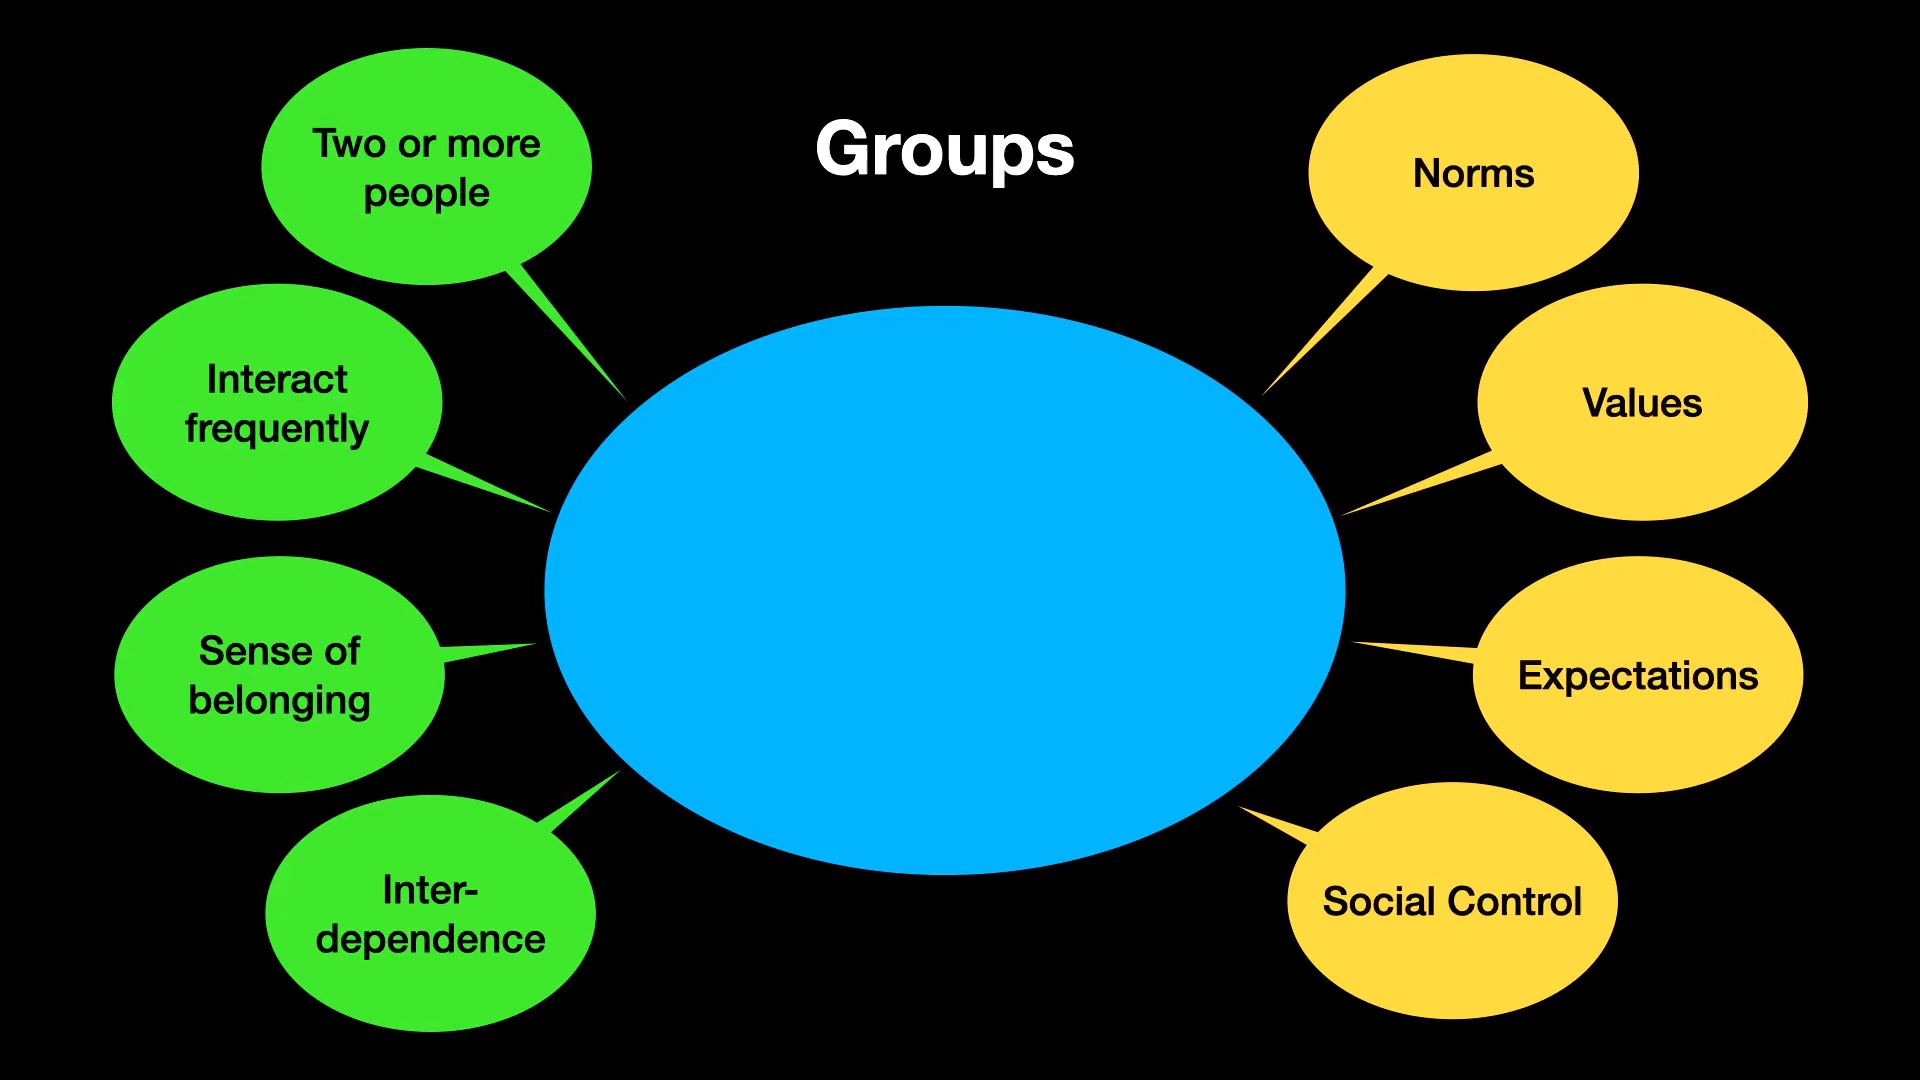 Groups
Two or more
people
Interact
frequently
Sense of
belonging
Inter-
dependence
Norms
Values
Expectations
Social Control